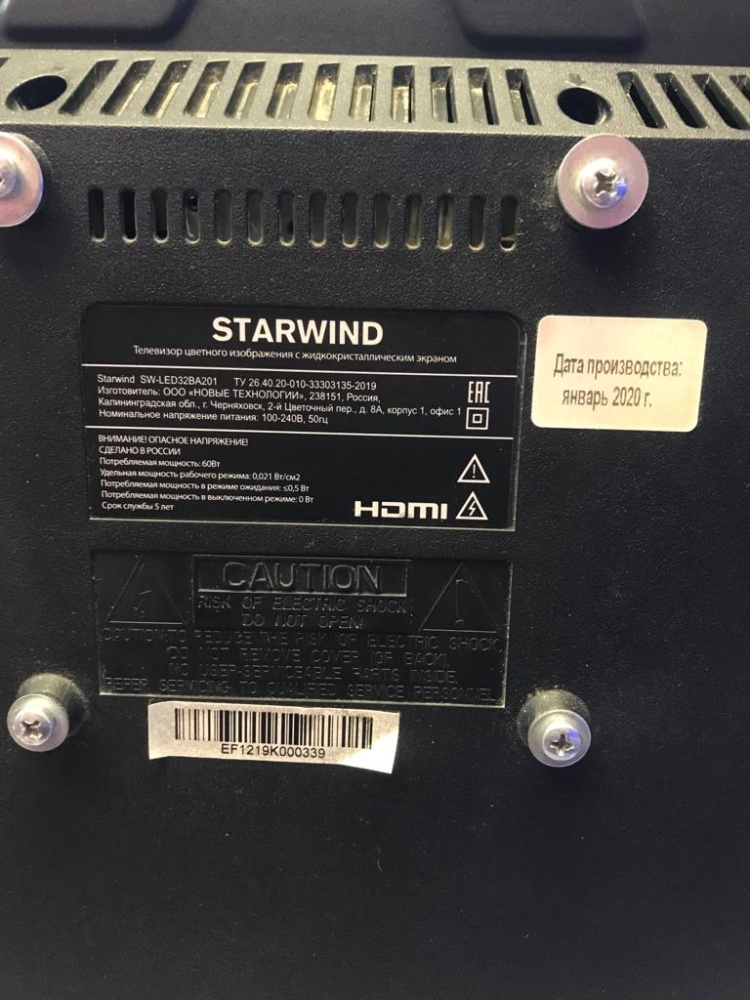 STARWIND
Телевизор цветного изображения с жидкокристаллическим экраном
Starwind SW-LED32BA201 ТУ 26.40.20-010-33303135-2019
Изготовитель: ООО «НОВЫЕ ТЕХНОЛОГИИ», 238151, Россия,
Калининградская обл., г. Черняховск, 2-й Цветочный пер., д. 8А, корпус 1, офис 1
Номинальное напряжение питания: 100-240В, 50гц
EAC
Дата производства:
январь 2020 г.
ВНИМАНИЕ! ОПАСНОЕ НАПРЯЖЕНИЕ!
СДЕЛАНО В РОССИИ
Потребляемая мощность: 60Вт
Удельная мощность рабочего режима: 0,021 Вт/см2
Потребляемая мощность в режиме ожидания: ≤0,5 Вт
Потребляемая мощность в выключенном режиме: 0 Вт
Срок службы 5 лет
HDMI
CAUTION
RISK OF ELECTRIC SHOCK
DO NOT OPEN!
CAUTION:TO REDUCE THE RISK OF ELECTRIC SHOCK,
DO NOT REMOVE COVER (OR BACK).
NO USER-SERVICEABLE PARTS INSIDE.
REFER SERVICING TO QUALIFIED SERVICE PERSONNEL
EF1219K000339